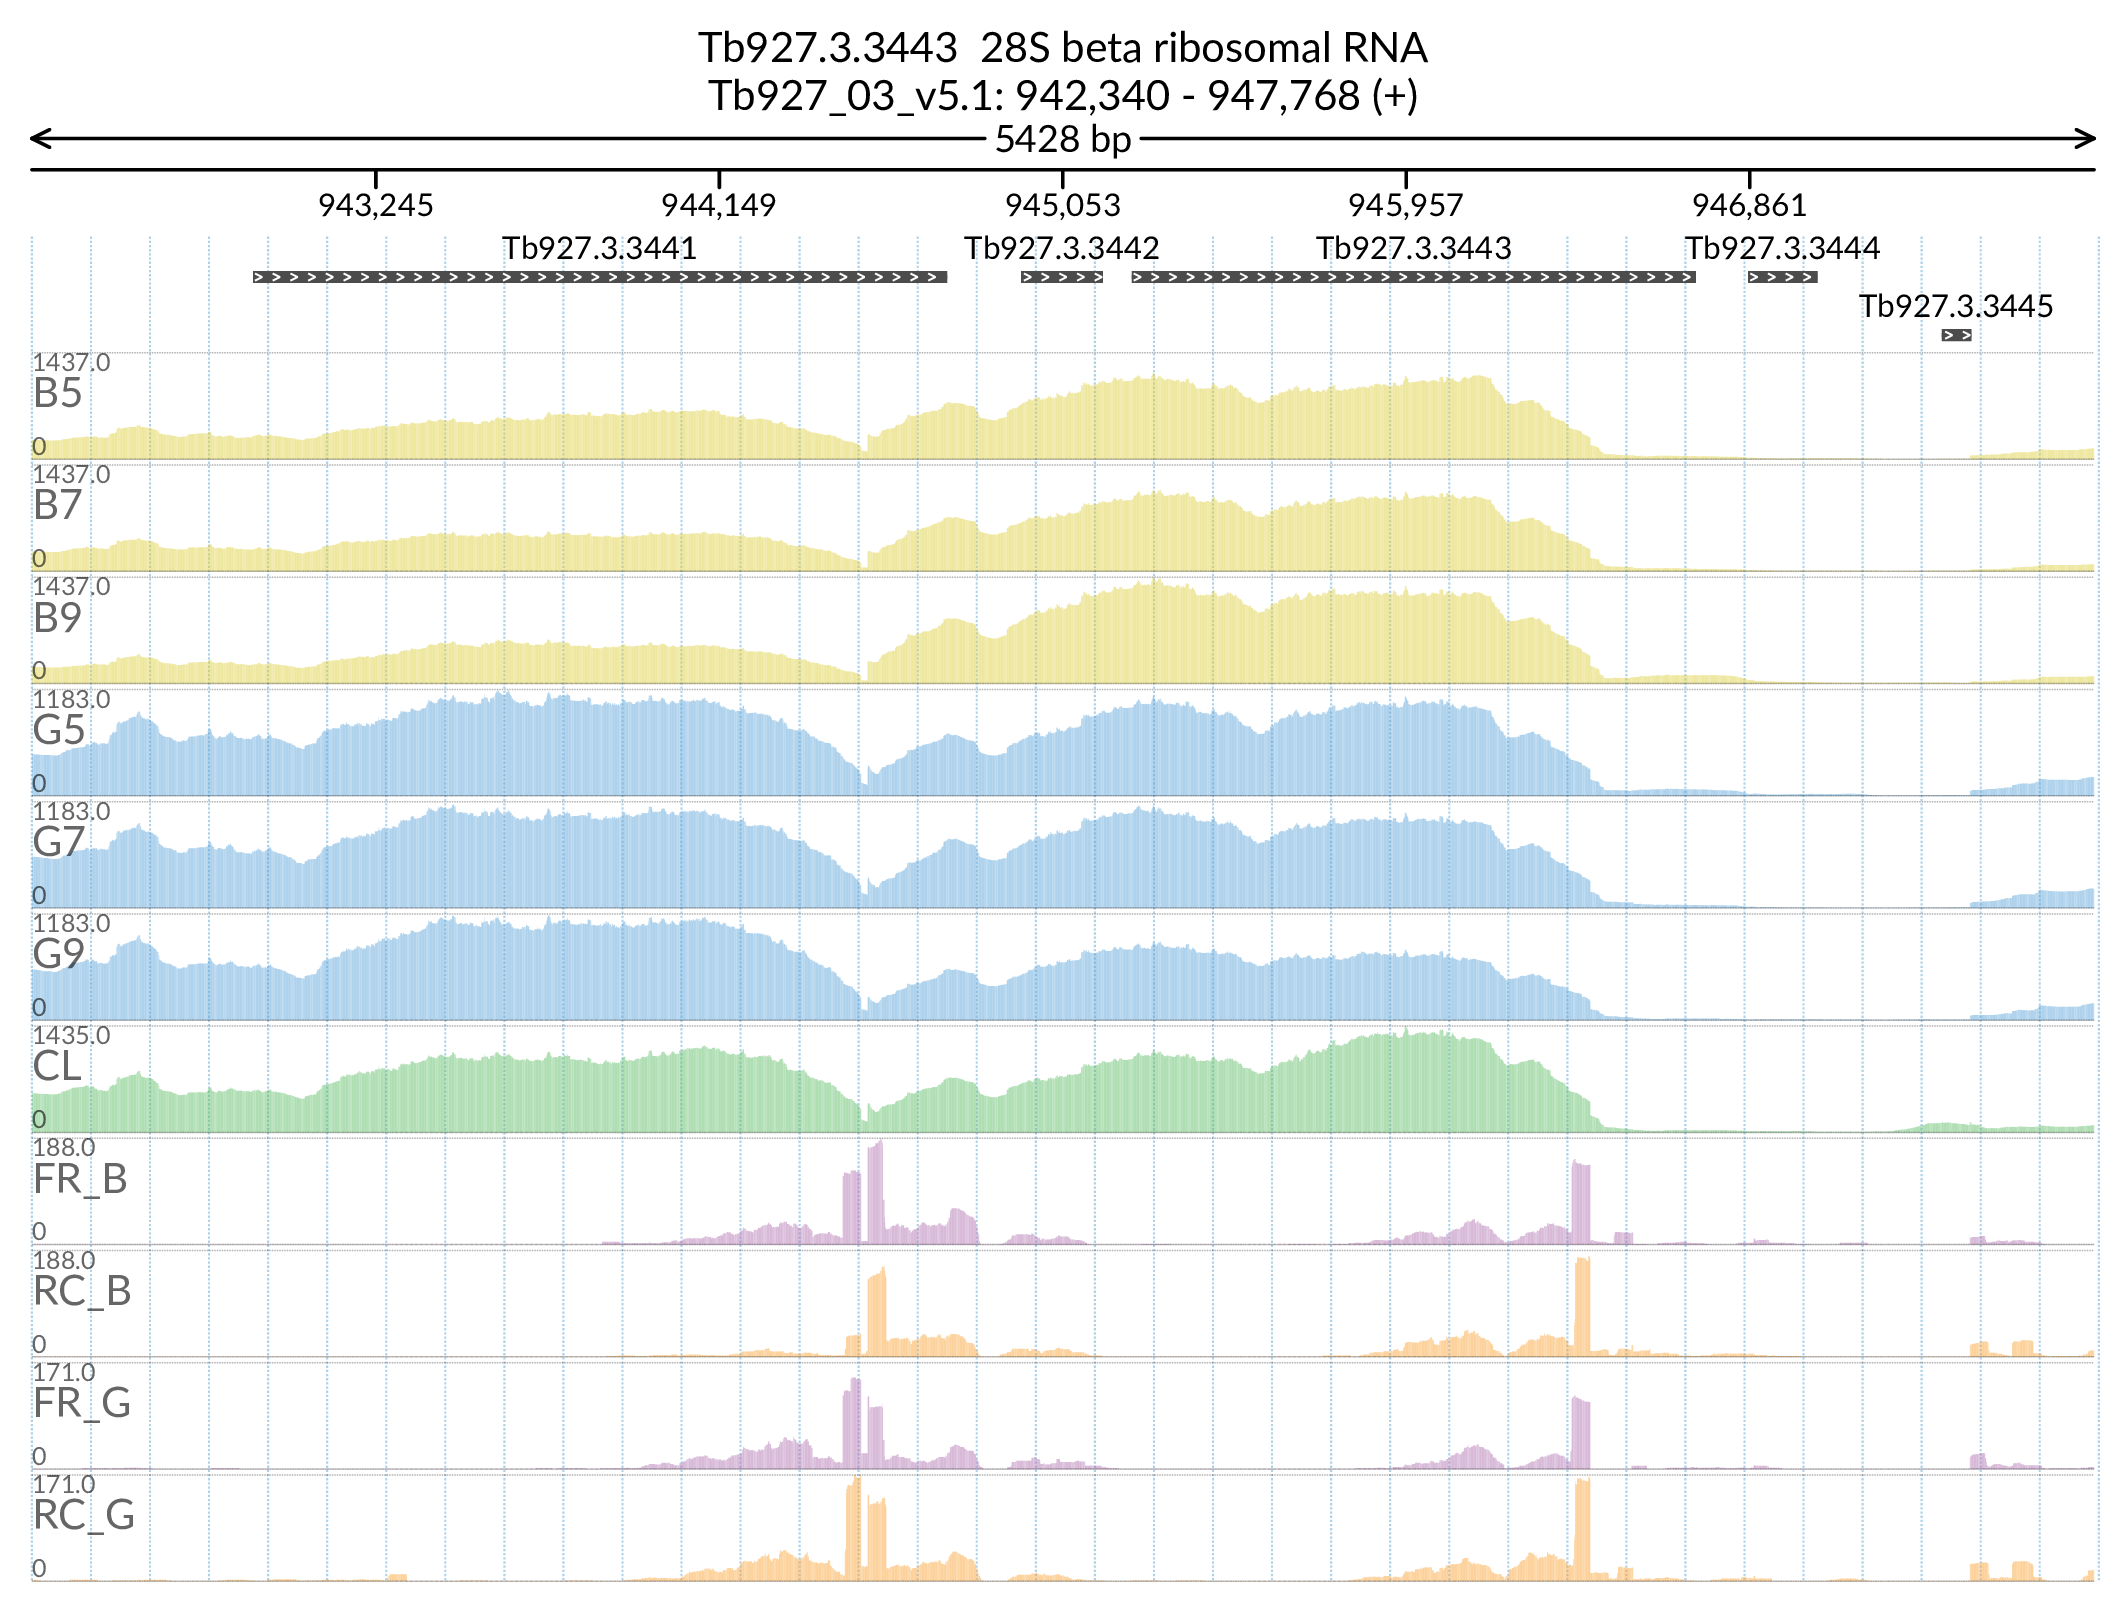 Tb927.3.3443  28S beta ribosomal RNA
Tb927_03_v5.1: 942,340 - 947,768 (+)
5428 bp
943,245 944,149 945,053 945,957 946,861
Tb927.3.3441 Tb927.3.3442 Tb927.3.3443 Tb927.3.3444
Tb927.3.3445
1437.0
B5
0
1437.0
B7
0
1437.0
B9
0
1183.0
G5
0
1183.0
G7
0
1183.0
G9
0
1435.0
CL
0
188.0
FR_B
0
188.0
RC_B
0
171.0
FR_G
0
171.0
RC_G
0